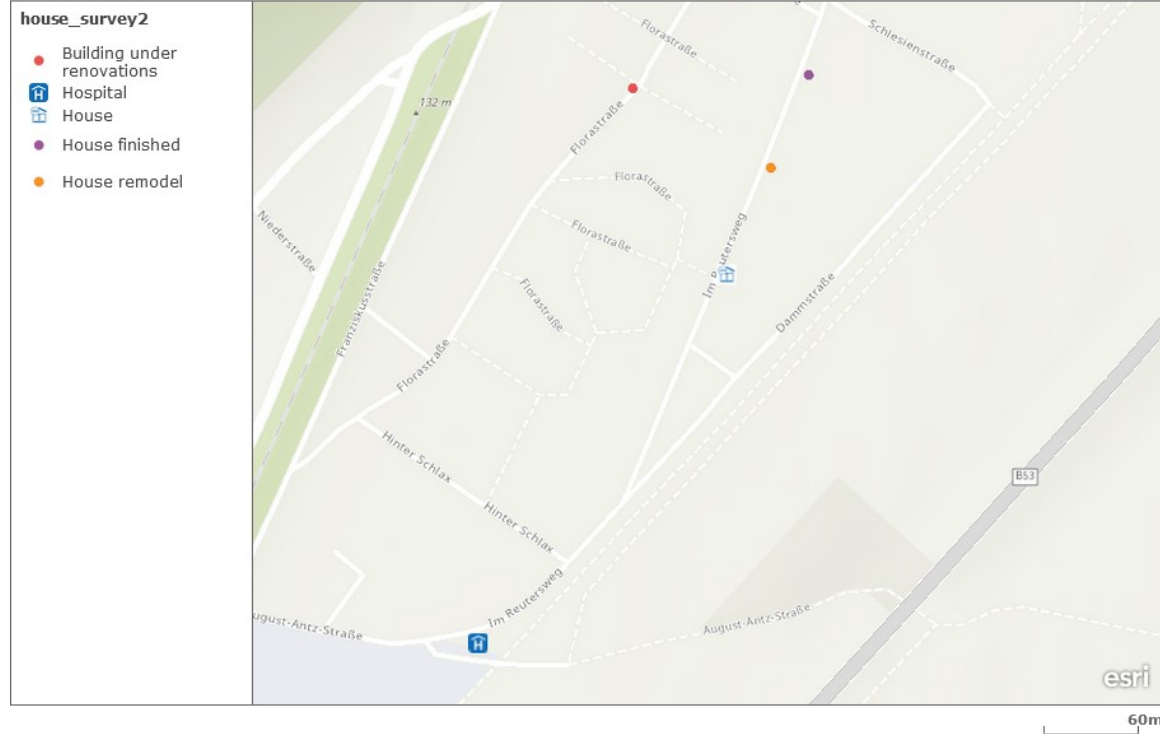 house_survey2
Building under
renovations
Hospital
House
House finished
House remodel
Florastraße
Schlesienstraße
132 m
Florastraße
Florastraße
Niederstraße
Florastraße
Im Reutersweg
Franziskusstraße
Florastraße
Dammstraße
Florastraße
Hinter Schlax
B53
Hinter Schlax
Im Reutersweg
ugust-Antz-Straße
August-Antz-Straße
esri
60m